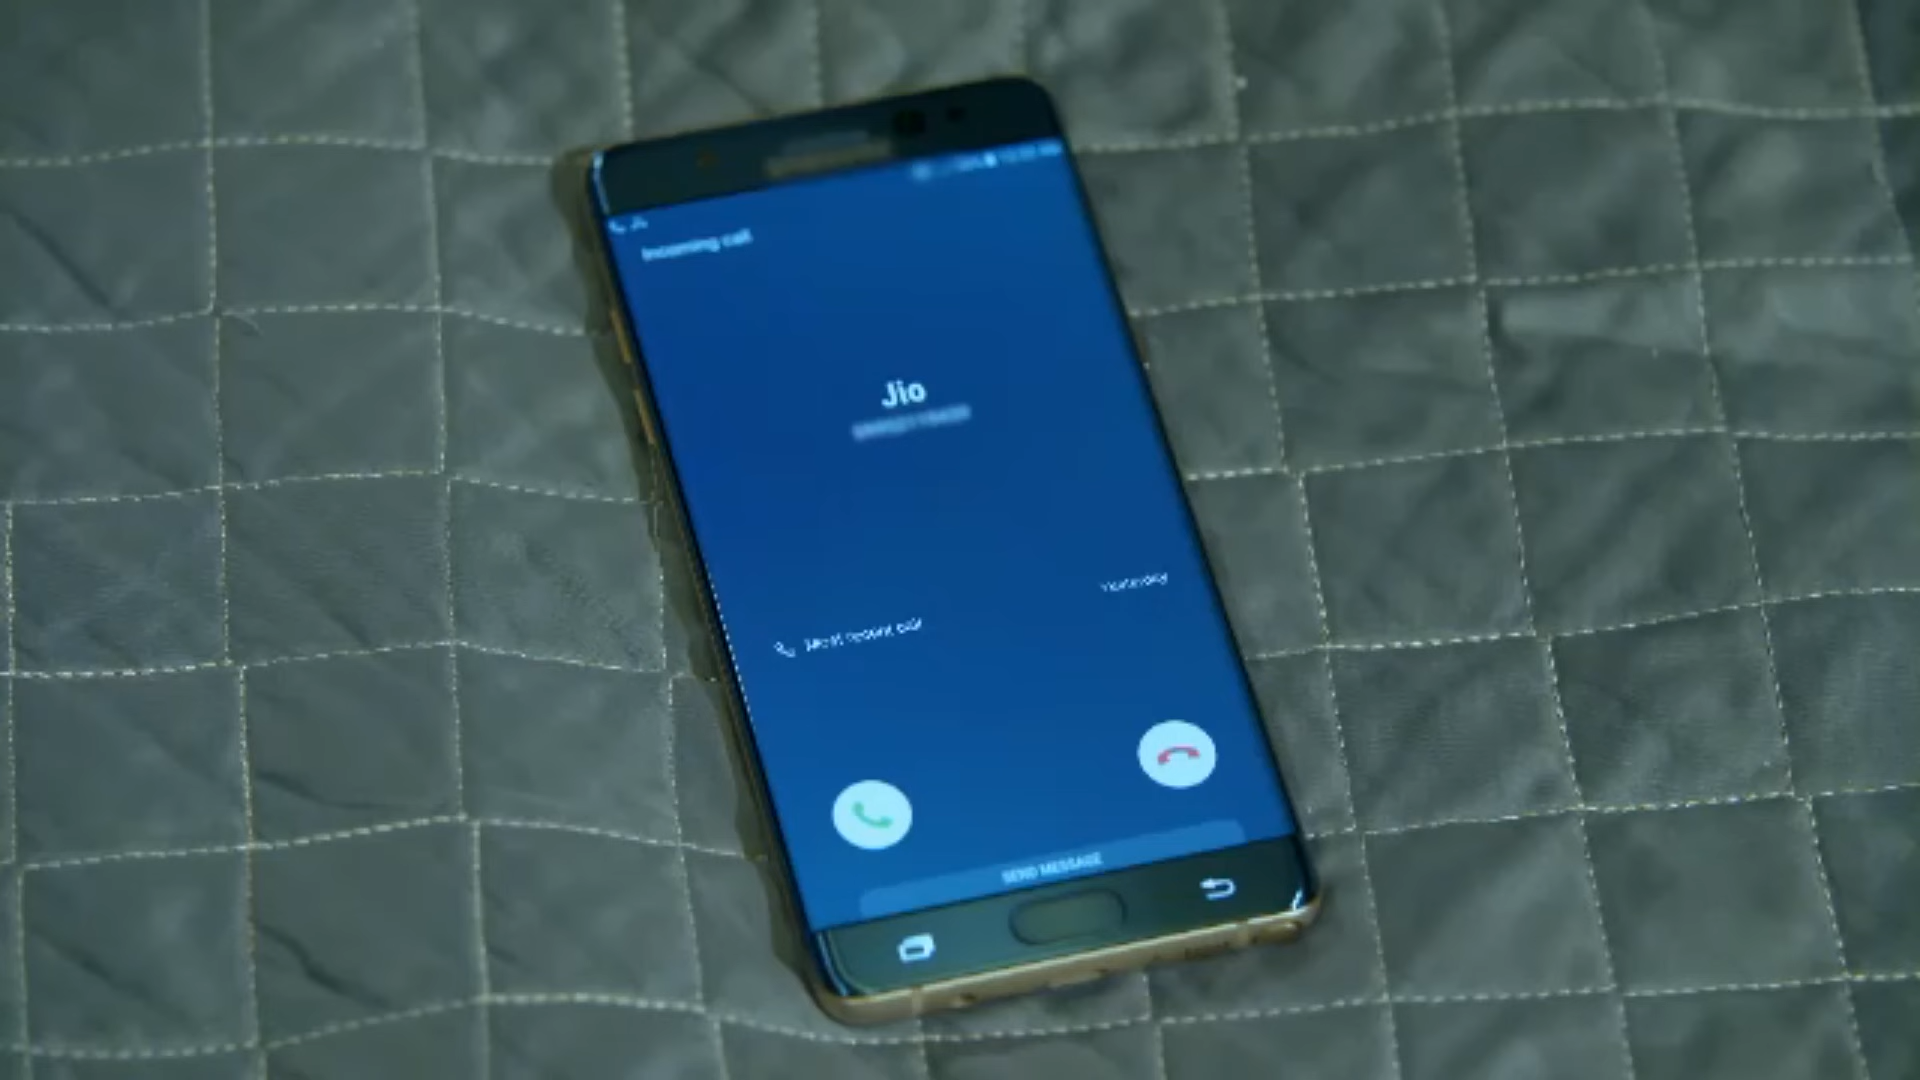 Incoming call
Jio
Most recent call
Yesterday
SEND MESSAGE